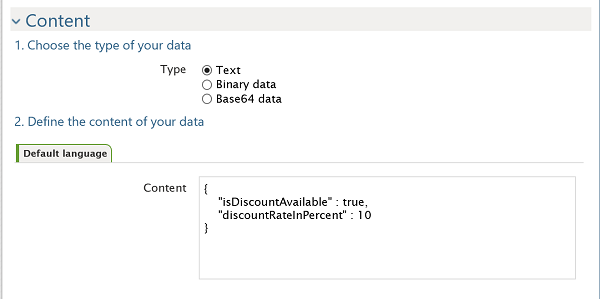 Content
1. Choose the type of your data
Type Text
Binary data
Base64 data
2. Define the content of your data
Default language
Content {
"isDiscountAvailable" : true,
"discountRateInPercent" : 10
}